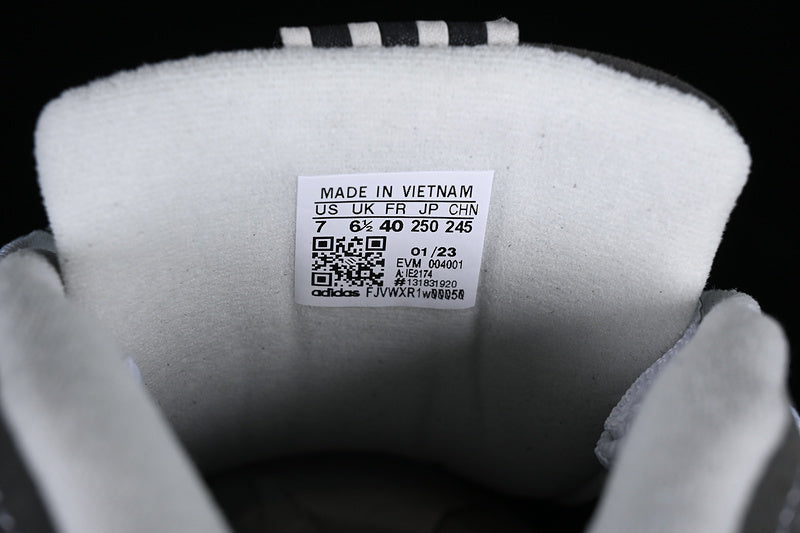 MADE IN VIETNAM
US UK FR JP CHN
7 6½ 40 250 245
01/23
EVM 004001
A: IE2174
#131831920
adidas